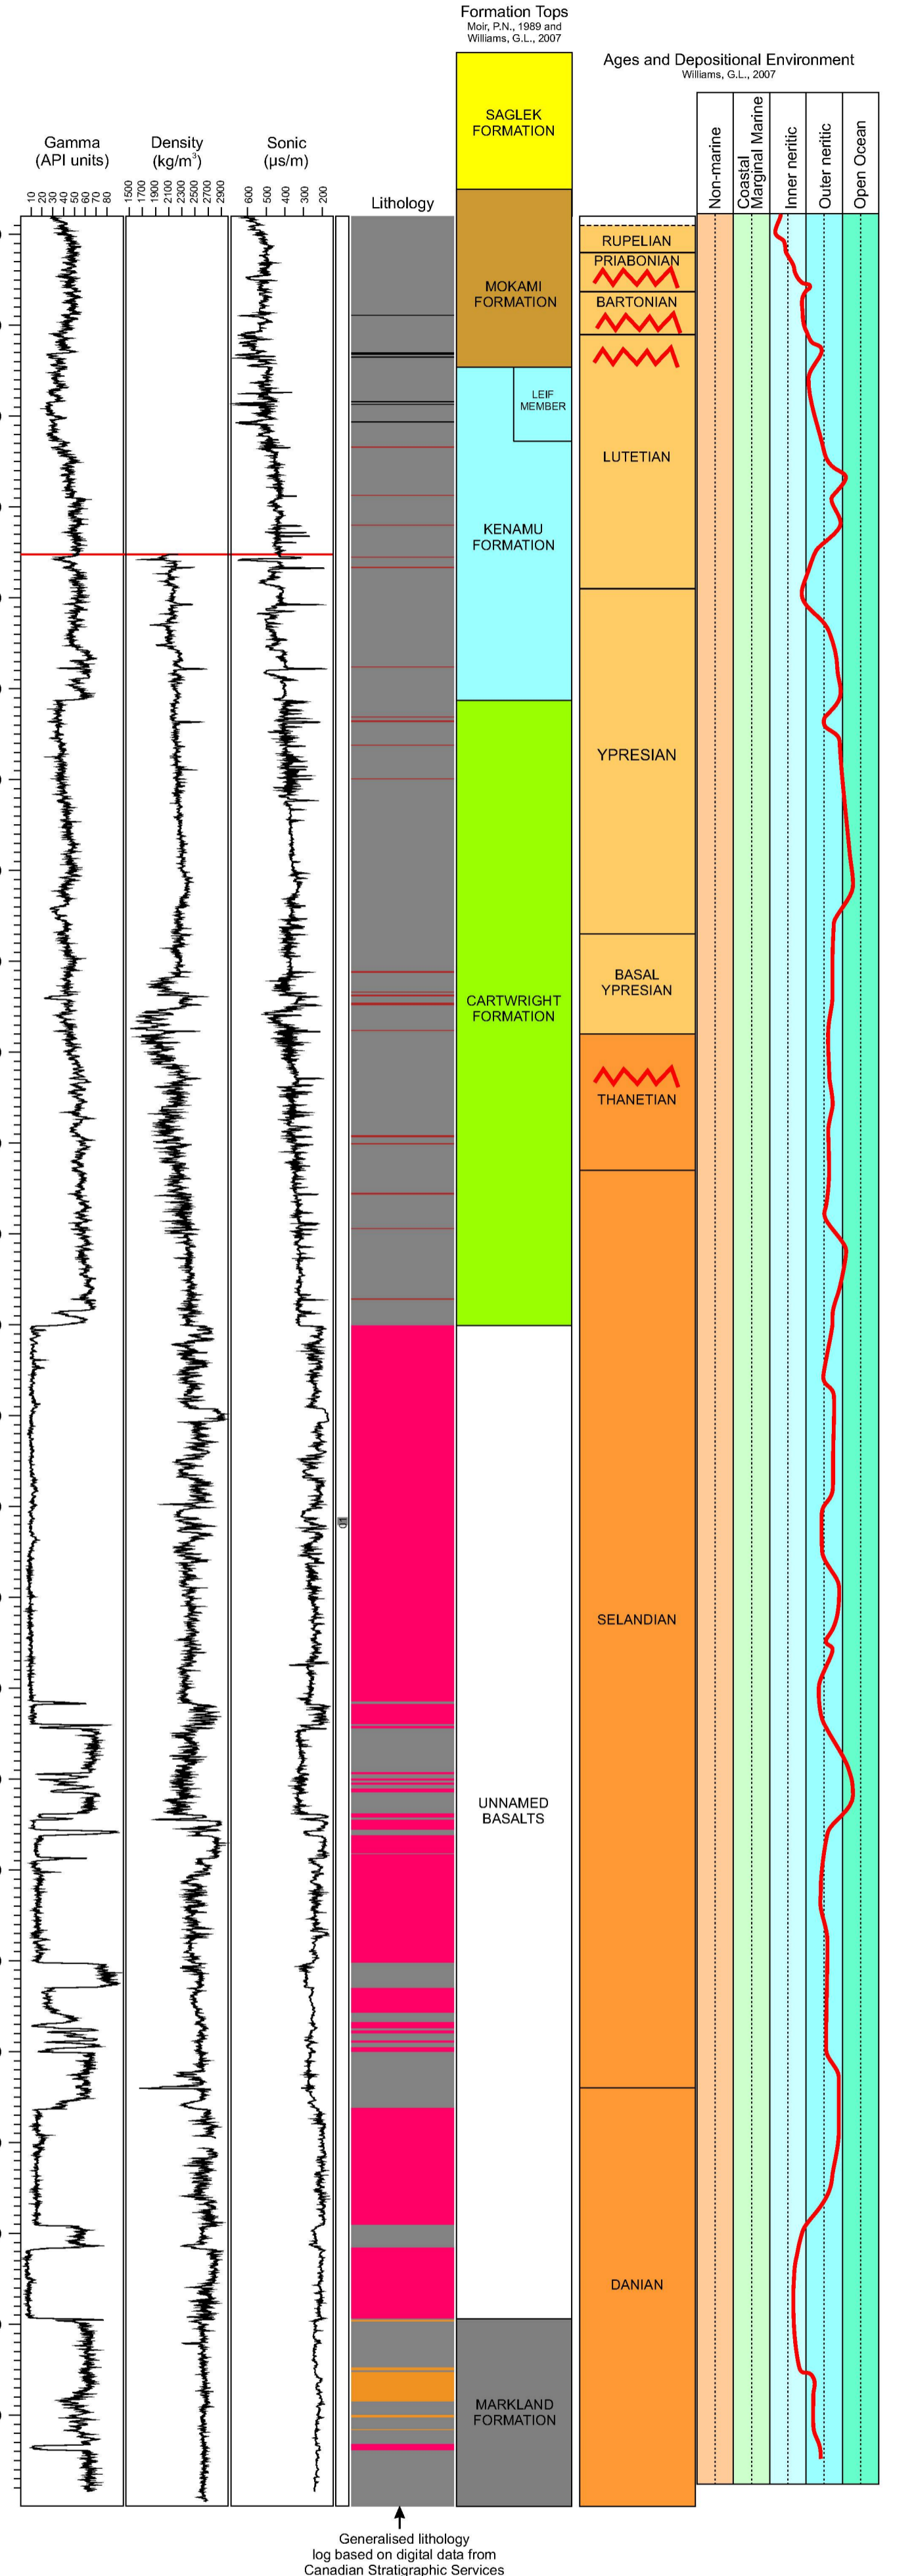 Formation Tops
Moir, P.N., 1989 and
Williams, G.L., 2007
Ages and Depositional Environment
Williams, G.L., 2007
Gamma
(API units)
Density
(kg/m³)
Sonic
(µs/m)
Lithology
10 20 30 40 50 60 70 80
1500 1700 1900 2100 2300 2500 2700 2900
600 500 400 300 200
Non-marine
Coastal
Marginal Marine
Inner neritic
Outer neritic
Open Ocean
SAGLEK
FORMATION
MOKAMI
FORMATION
LEIF
MEMBER
KENAMU
FORMATION
CARTWRIGHT
FORMATION
UNNAMED
BASALTS
MARKLAND
FORMATION
RUPELIAN
PRIABONIAN
BARTONIAN
LUTETIAN
YPRESIAN
BASAL
YPRESIAN
THANETIAN
SELANDIAN
DANIAN
Generalised lithology
log based on digital data from
Canadian Stratigraphic Services